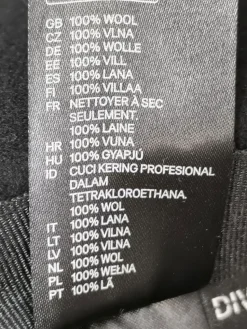 GB 100% WOOL
CZ 100% VLNA
DE 100% WOLLE
EE 100% VILL
ES 100% LANA
FI 100% VILLAA
FR NETTOYER À SEC
SEULEMENT.
100% LAINE
HR 100% VUNA
HU 100% GYAPJÚ
ID CUCI KERING PROFESIONAL
DALAM
TETRAKLOROETHANA.
100% WOL
IT 100% LANA
LT 100% VILNA
LV 100% VILNA
NL 100% WOL
PL 100% WEŁNA
PT 100% LÃ